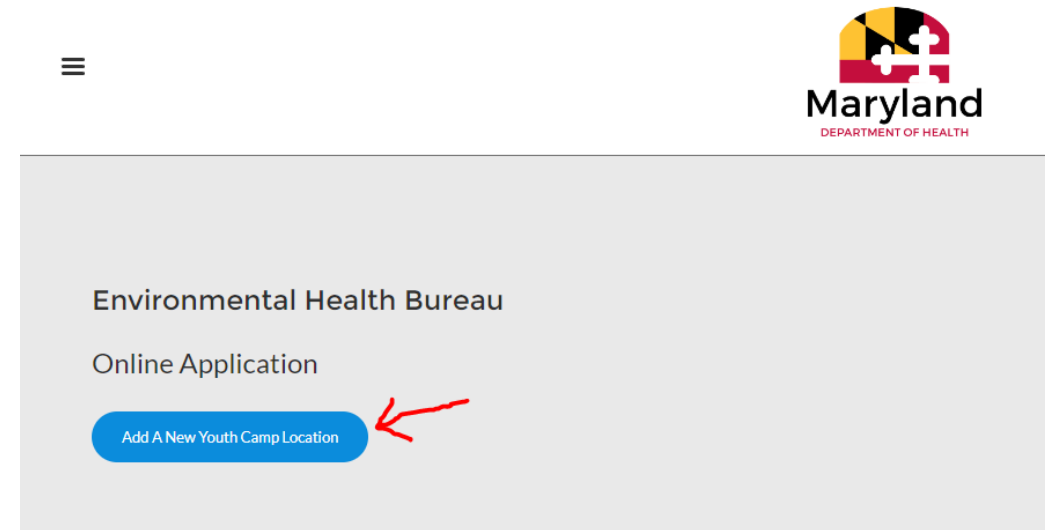 Maryland
DEPARTMENT OF HEALTH
Environmental Health Bureau
Online Application
Add A New Youth Camp Location